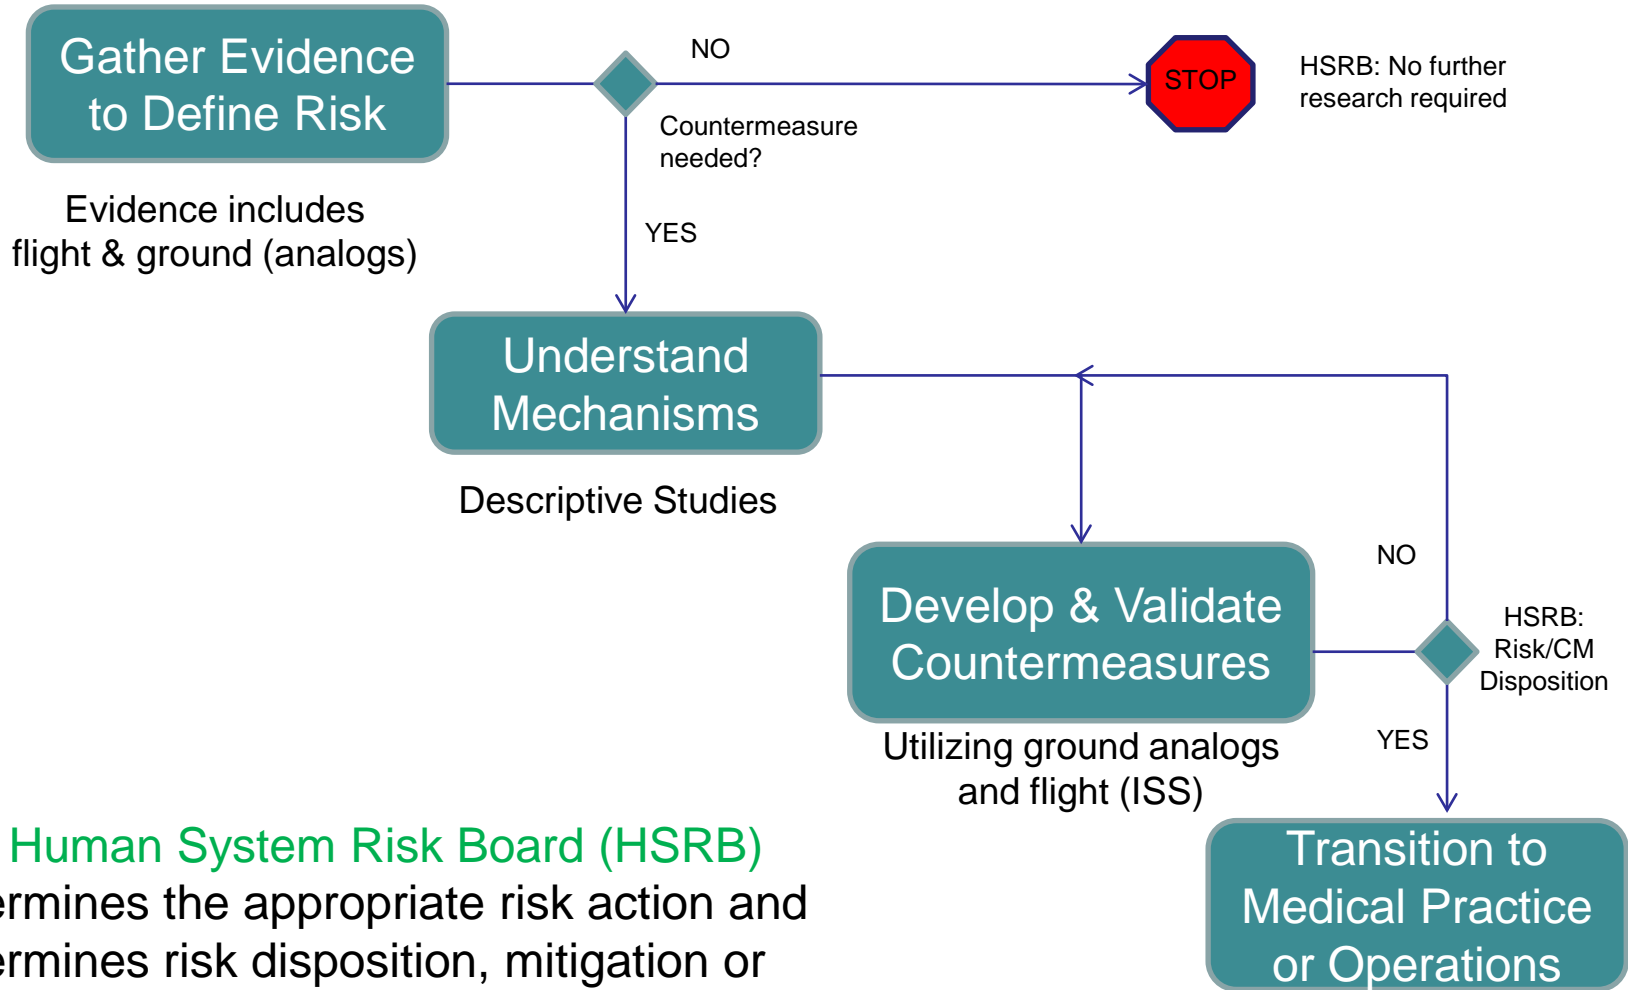 Gather Evidence
to Define Risk
NO
STOP
HSRB: No further
research required
Countermeasure
needed?
Evidence includes
flight & ground (analogs)
YES
Understand
Mechanisms
Descriptive Studies
NO
Develop & Validate
Countermeasures
HSRB:
Risk/CM
Disposition
Utilizing ground analogs
and flight (ISS)
YES
Human System Risk Board (HSRB)
ermines the appropriate risk action and
ermines risk disposition, mitigation or
Transition to
Medical Practice
or Operations